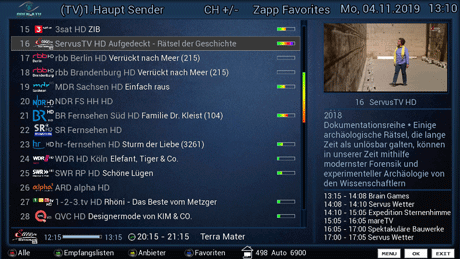 (TV)1 Haupt Sender CH +/- Zapp Favorites Mo, 04.11.2019 13:10
15 3sat HD ZIB
16 ServusTV HD Aufgedeckt - Rätsel der Geschichte
17 rbb Berlin HD Verrückt nach Meer (215)
18 rbb Brandenburg HD Verrückt nach Meer (215)
19 MDR Sachsen HD Einfach raus
20 NDR FS HH HD
21 BR Fernsehen Süd HD Familie Dr. Kleist (104)
22 SR Fernsehen HD
23 hr-fernsehen HD Sturm der Liebe (3261)
24 WDR HD Köln Elefant, Tiger & Co.
25 SWR RP HD Schöne Lügen
26 ARD alpha HD
27 1-2-3.tv HD Rhöni - Das Beste vom Metzger
28 QVC HD Designermode von KIM & CO.
16 ServusTV HD
2018
Dokumentationsreihe • Einige
archäologische Rätsel, die lange
Zeit als unlösbar galten, können
in unserer Zeit mithilfe
modernster Forensik und
experimenteller Archäologie von
den Wissenschaftlern
13:15 - 14:08 Brain Games
14:08 - 14:10 Servus Wetter
14:10 - 15:05 Expedition Sternenhimme
15:05 - 16:05 mareTV
16:05 - 17:00 Spektakuläre Bauwerke
17:00 - 17:05 Servus Wetter
12:15 13:15 20:15 - 21:15 Terra Mater
Alle Empfangslisten Anbieter Favoriten 498 Auto 6900 MENU OK EXIT